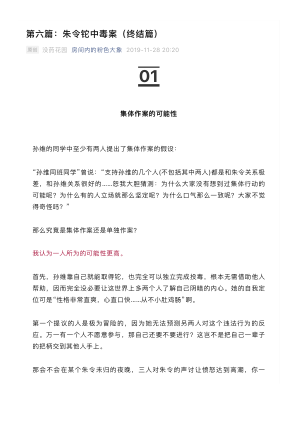 第六篇：朱令铊中毒案（终结篇）
原创 没药花园 房间内的粉色大象 2019-11-28 20:20
01
集体作案的可能性
孙维的同学中至少有两人提出了集体作案的假设：
“孙维同班同学”曾说：“支持孙维的几个人(不包括其中两人)都是和朱令关系极
差，和孙维关系很好的……恕我大胆猜测：为什么大家没有想到过集体行动的
可能呢？为什么有的人立场就那么坚定呢？为什么口气那么一致呢？大家不觉
得奇怪吗？”
那么究竟是集体作案还是单独作案？
我认为一人所为的可能性更高。
首先，孙维靠自己就能取得铊，也完全可以独立完成投毒，根本无需借助他人
帮助，因而完全没必要让这世界上多两个人了解自己阴暗的内心。她的自我定
位可是“性格非常直爽，心直口快……从不小肚鸡肠”啊。
第一个提议的人是极为冒险的，因为她无法预测另两人对这个违法行为的反
应。万一有一个人不愿意参与，那自己还要不要进行？这岂不是把自己一辈子
的把柄交到其他人手上。
那会不会在某个朱令未归的夜晚，三人对朱令的声讨让愤怒达到高潮，你一